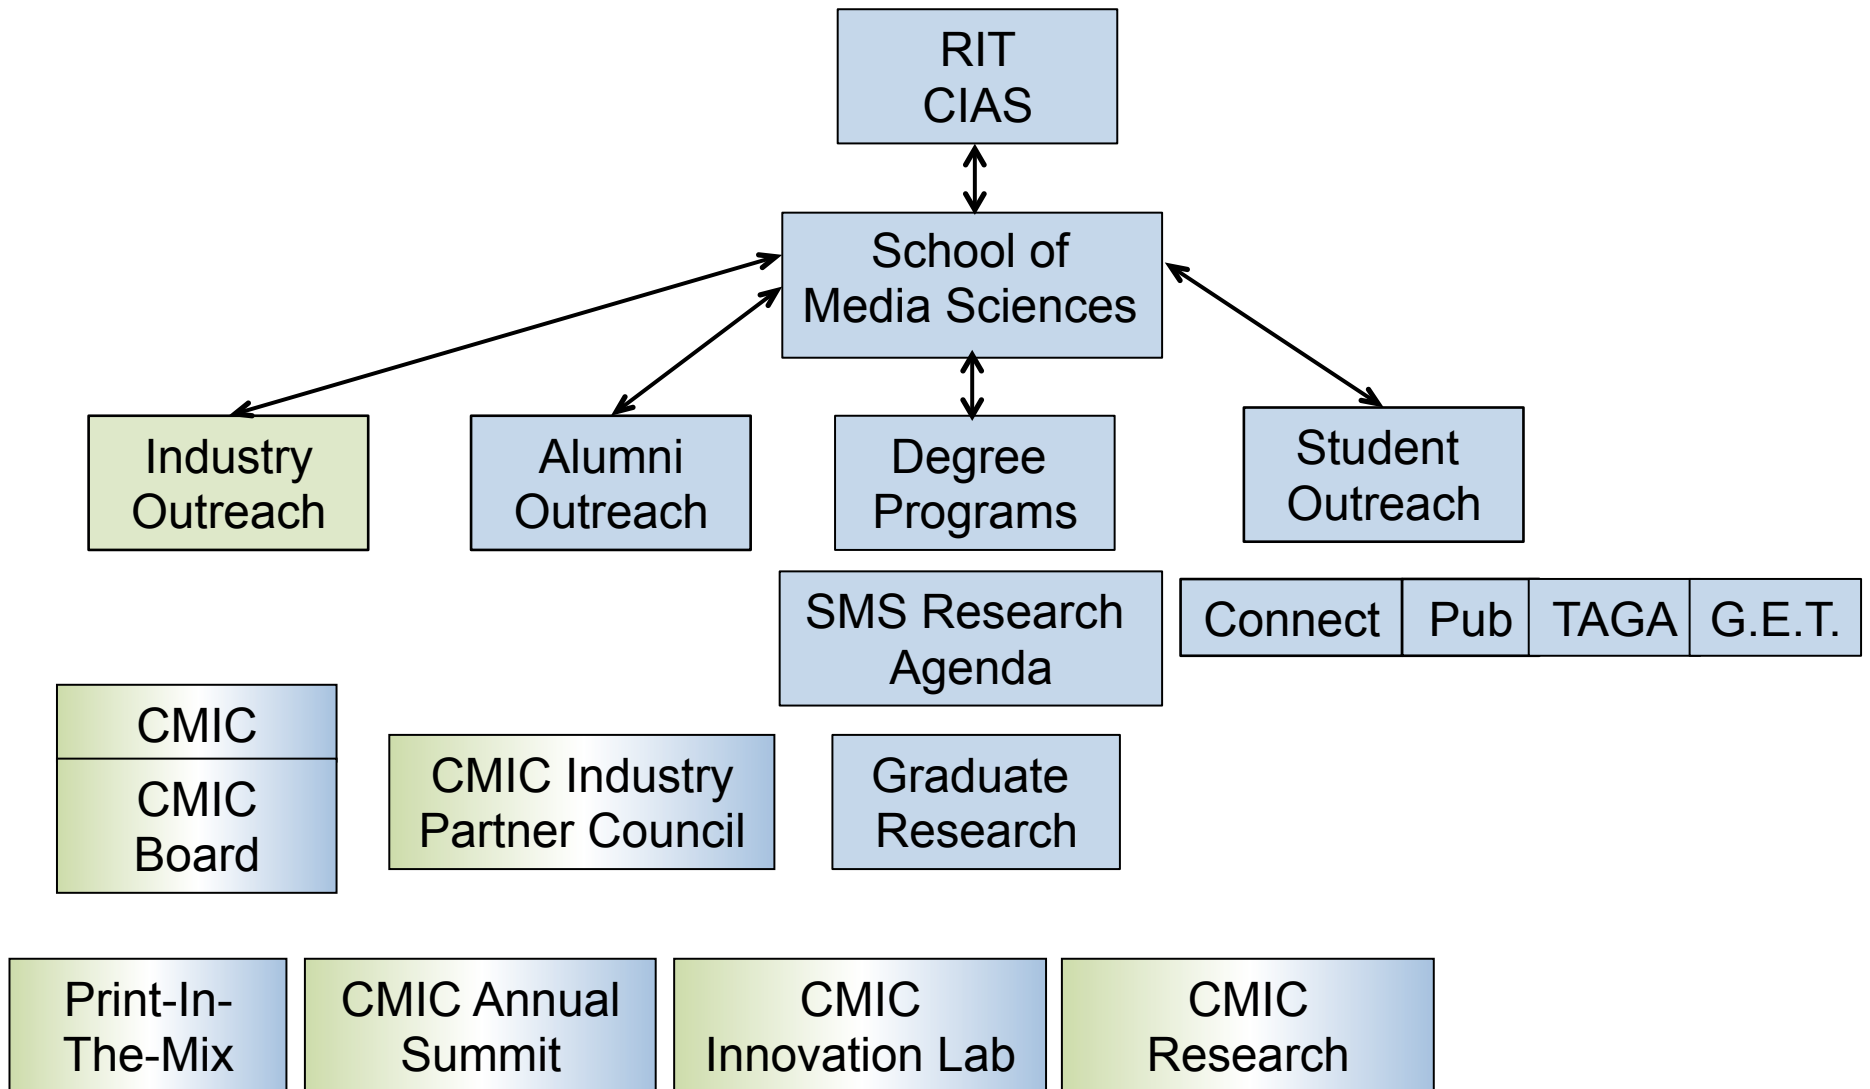 RIT
CIAS
School of
Media Sciences
Industry
Outreach
Alumni
Outreach
Degree
Programs
Student
Outreach
SMS Research
Agenda
Connect
Pub
TAGA
G.E.T.
CMIC
CMIC
Board
CMIC Industry
Partner Council
Graduate
Research
Print-In-
The-Mix
CMIC Annual
Summit
CMIC
Innovation Lab
CMIC
Research